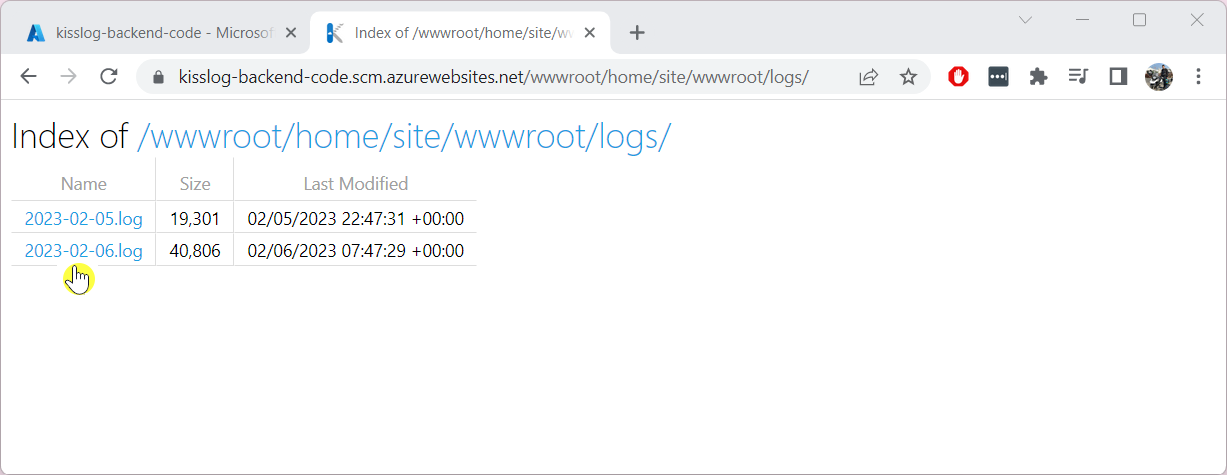 kisslog-backend-code - Microsof
Index of /wwwroot/home/site/ww
kisslog-backend-code.scm.azurewebsites.net/wwwroot/home/site/wwwroot/logs/
Index of /wwwroot/home/site/wwwroot/logs/
Name Size Last Modified
2023-02-05.log 19,301 02/05/2023 22:47:31 +00:00
2023-02-06.log 40,806 02/06/2023 07:47:29 +00:00